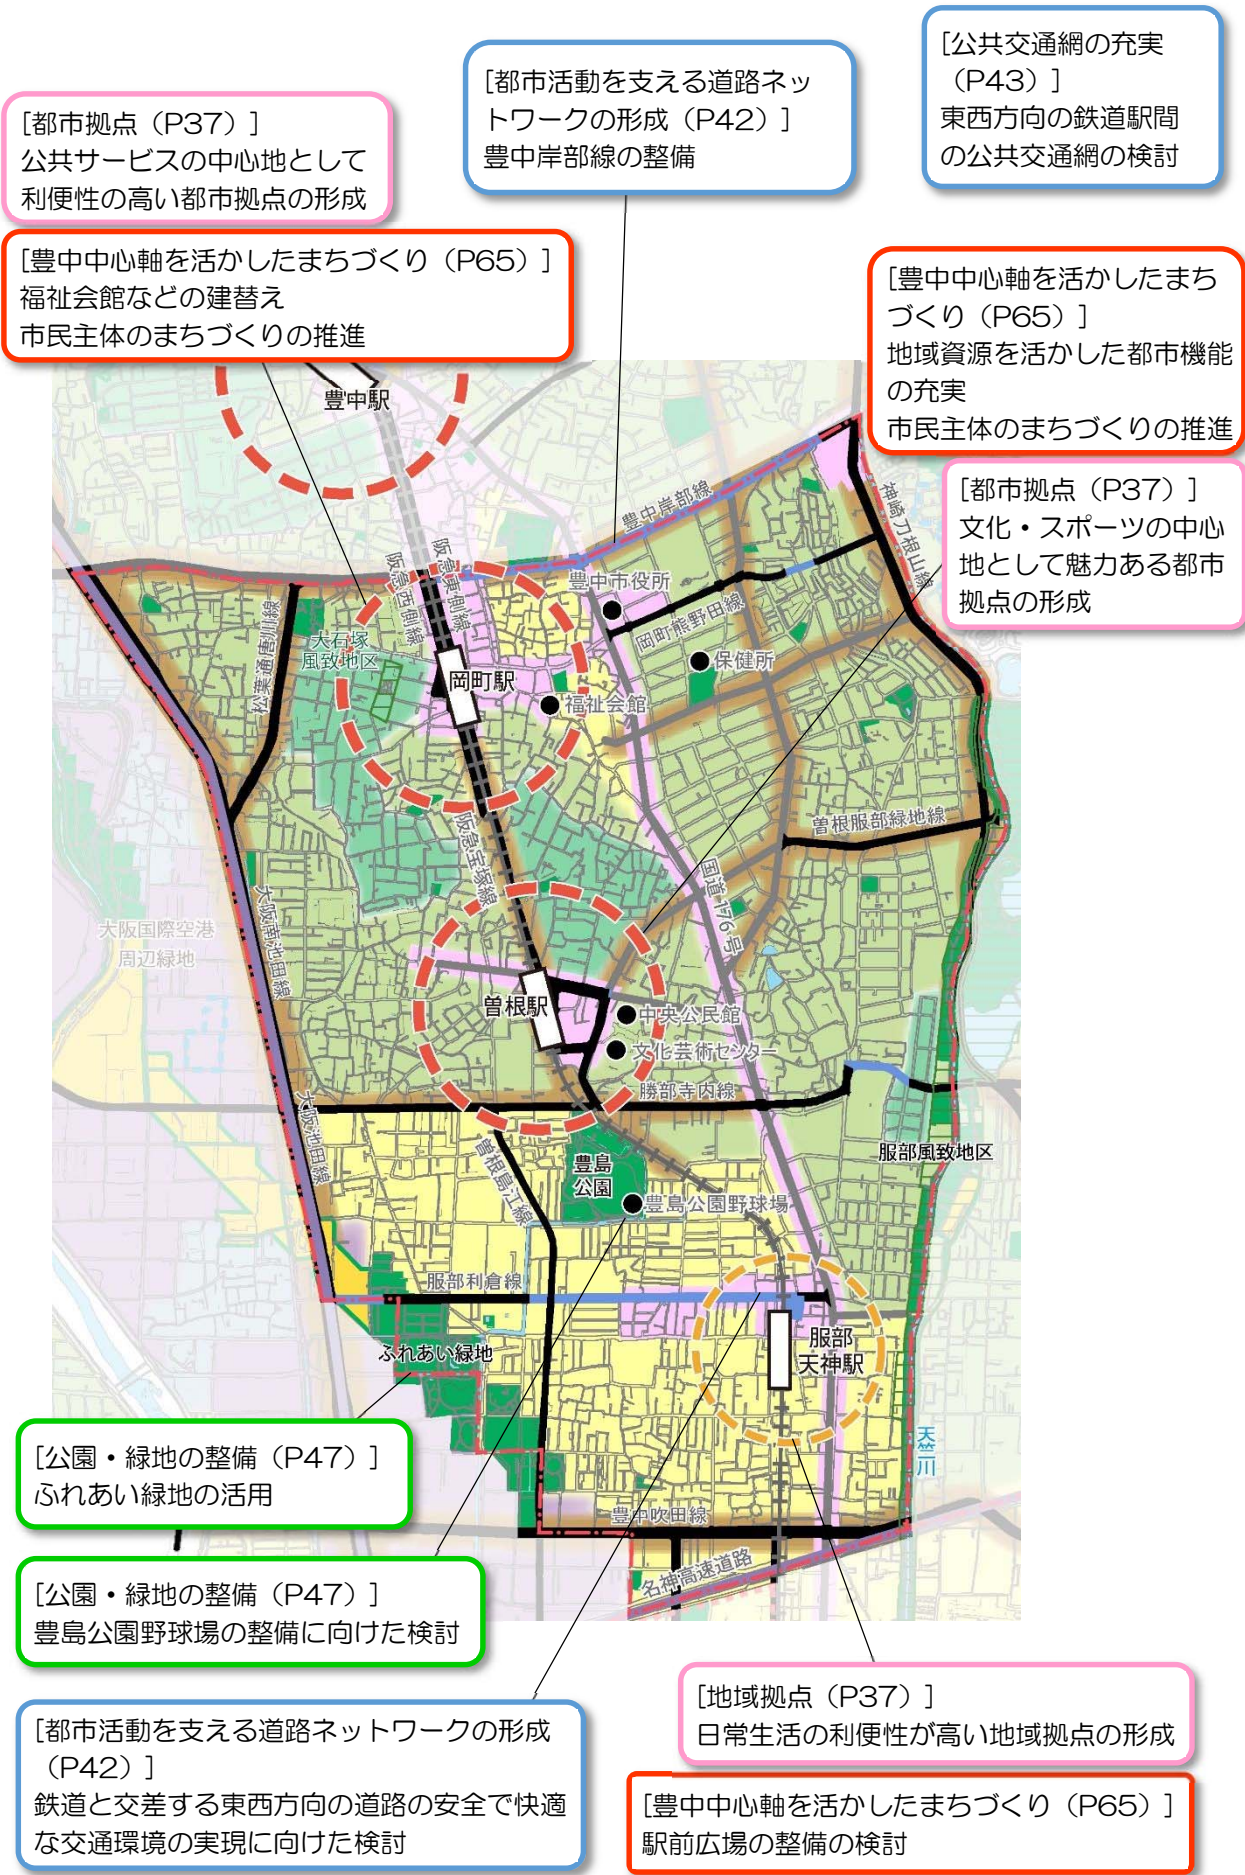 [公共交通網の充実
（P43）]
東西方向の鉄道駅間
の公共交通網の検討
[都市活動を支える道路ネッ
トワークの形成（P42）]
豊中岸部線の整備
[都市拠点（P37）]
公共サービスの中心地として
利便性の高い都市拠点の形成
[豊中中心軸を活かしたまちづくり（P65）]
福祉会館などの建替え
市民主体のまちづくりの推進
[豊中中心軸を活かしたまち
づくり（P65）]
地域資源を活かした都市機能
の充実
市民主体のまちづくりの推進
[都市拠点（P37）]
文化・スポーツの中心
地として魅力ある都市
拠点の形成
豊中駅
豊中岸部線
神崎刀根山線
阪急西側線
阪急東側線
豊中市役所
岡町熊野田線
松葉通唐川線
大石塚
風致地区
保健所
岡町駅
福祉会館
阪急宝塚線
曽根服部緑地線
国道176号
大阪国際空港
周辺緑地
大阪南池田線
曽根駅
中央公民館
文化芸術センター
勝部寺内線
大阪池田線
曽根島江線
豊島
公園
服部風致地区
豊島公園野球場
服部利倉線
服部
天神駅
ふれあい緑地
天竺川
豊中吹田線
名神高速道路
[公園・緑地の整備（P47）]
ふれあい緑地の活用
[公園・緑地の整備（P47）]
豊島公園野球場の整備に向けた検討
[都市活動を支える道路ネットワークの形成
（P42）]
鉄道と交差する東西方向の道路の安全で快適
な交通環境の実現に向けた検討
[地域拠点（P37）]
日常生活の利便性が高い地域拠点の形成
[豊中中心軸を活かしたまちづくり（P65）]
駅前広場の整備の検討